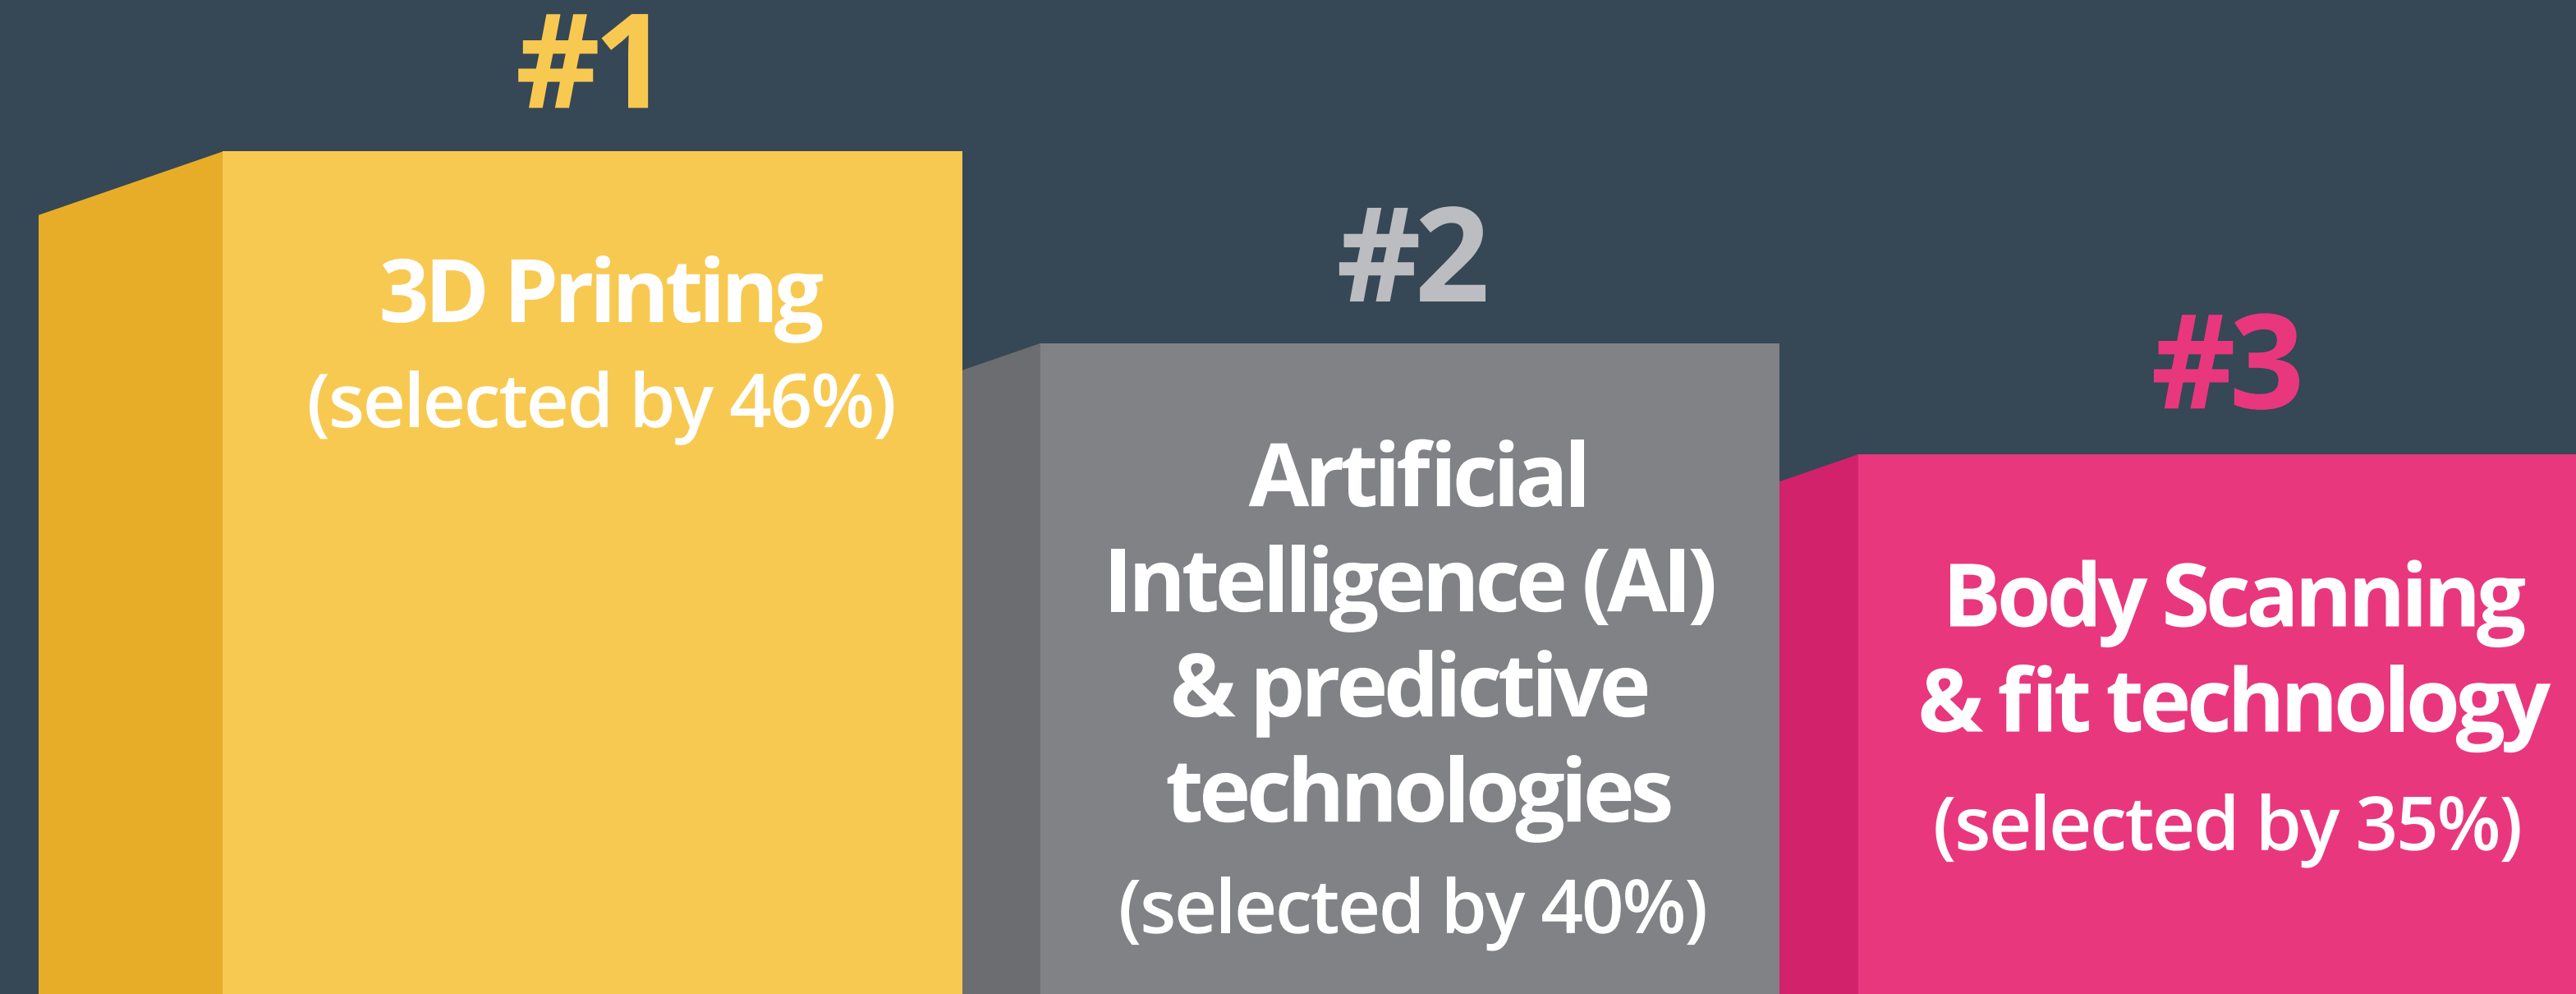 #1
3D Printing
(selected by 46%)
#2
Artificial
Intelligence (AI)
& predictive
technologies
(selected by 40%)
#3
Body Scanning
& fit technology
(selected by 35%)